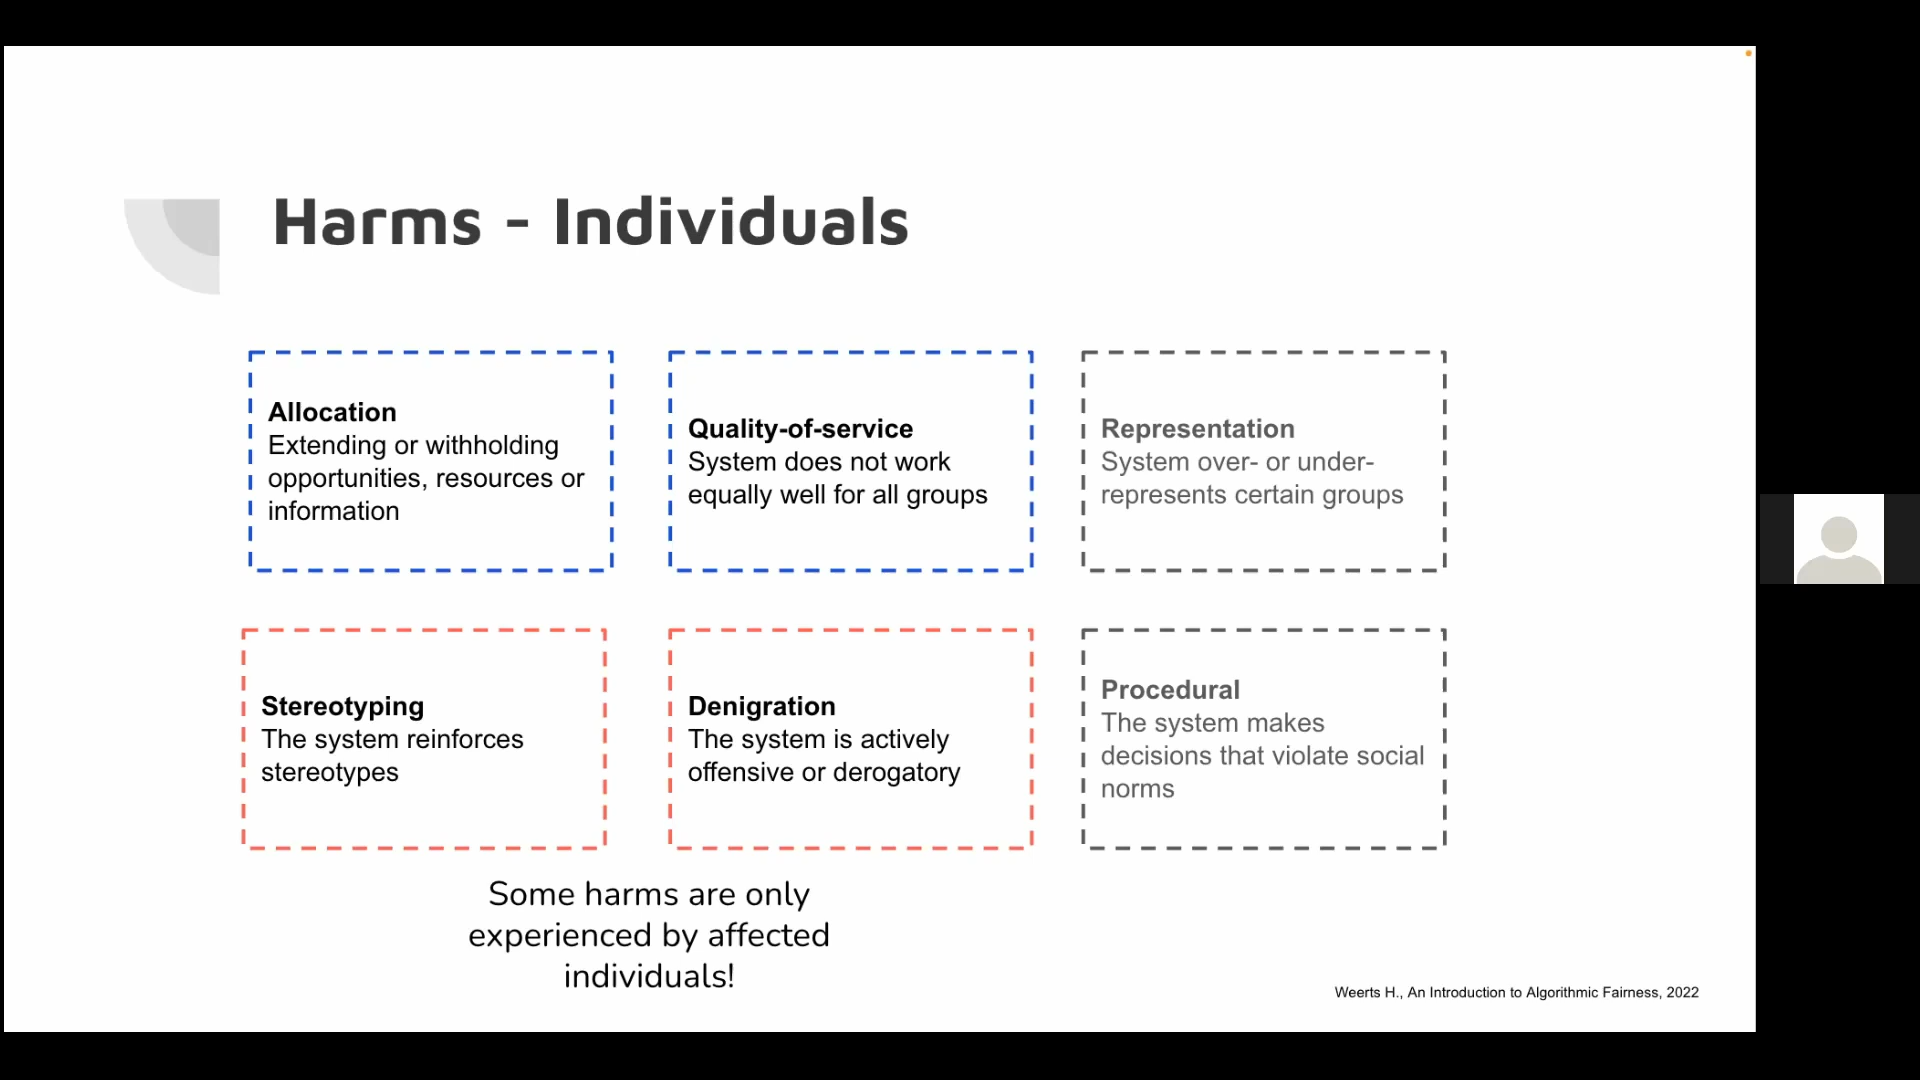 Harms - Individuals
Allocation
Extending or withholding
opportunities, resources or
information
Quality-of-service
System does not work
equally well for all groups
Representation
System over- or under-
represents certain groups
Stereotyping
The system reinforces
stereotypes
Denigration
The system is actively
offensive or derogatory
Procedural
The system makes
decisions that violate social
norms
Some harms are only
experienced by affected
individuals!
Weerts H., An Introduction to Algorithmic Fairness, 2022